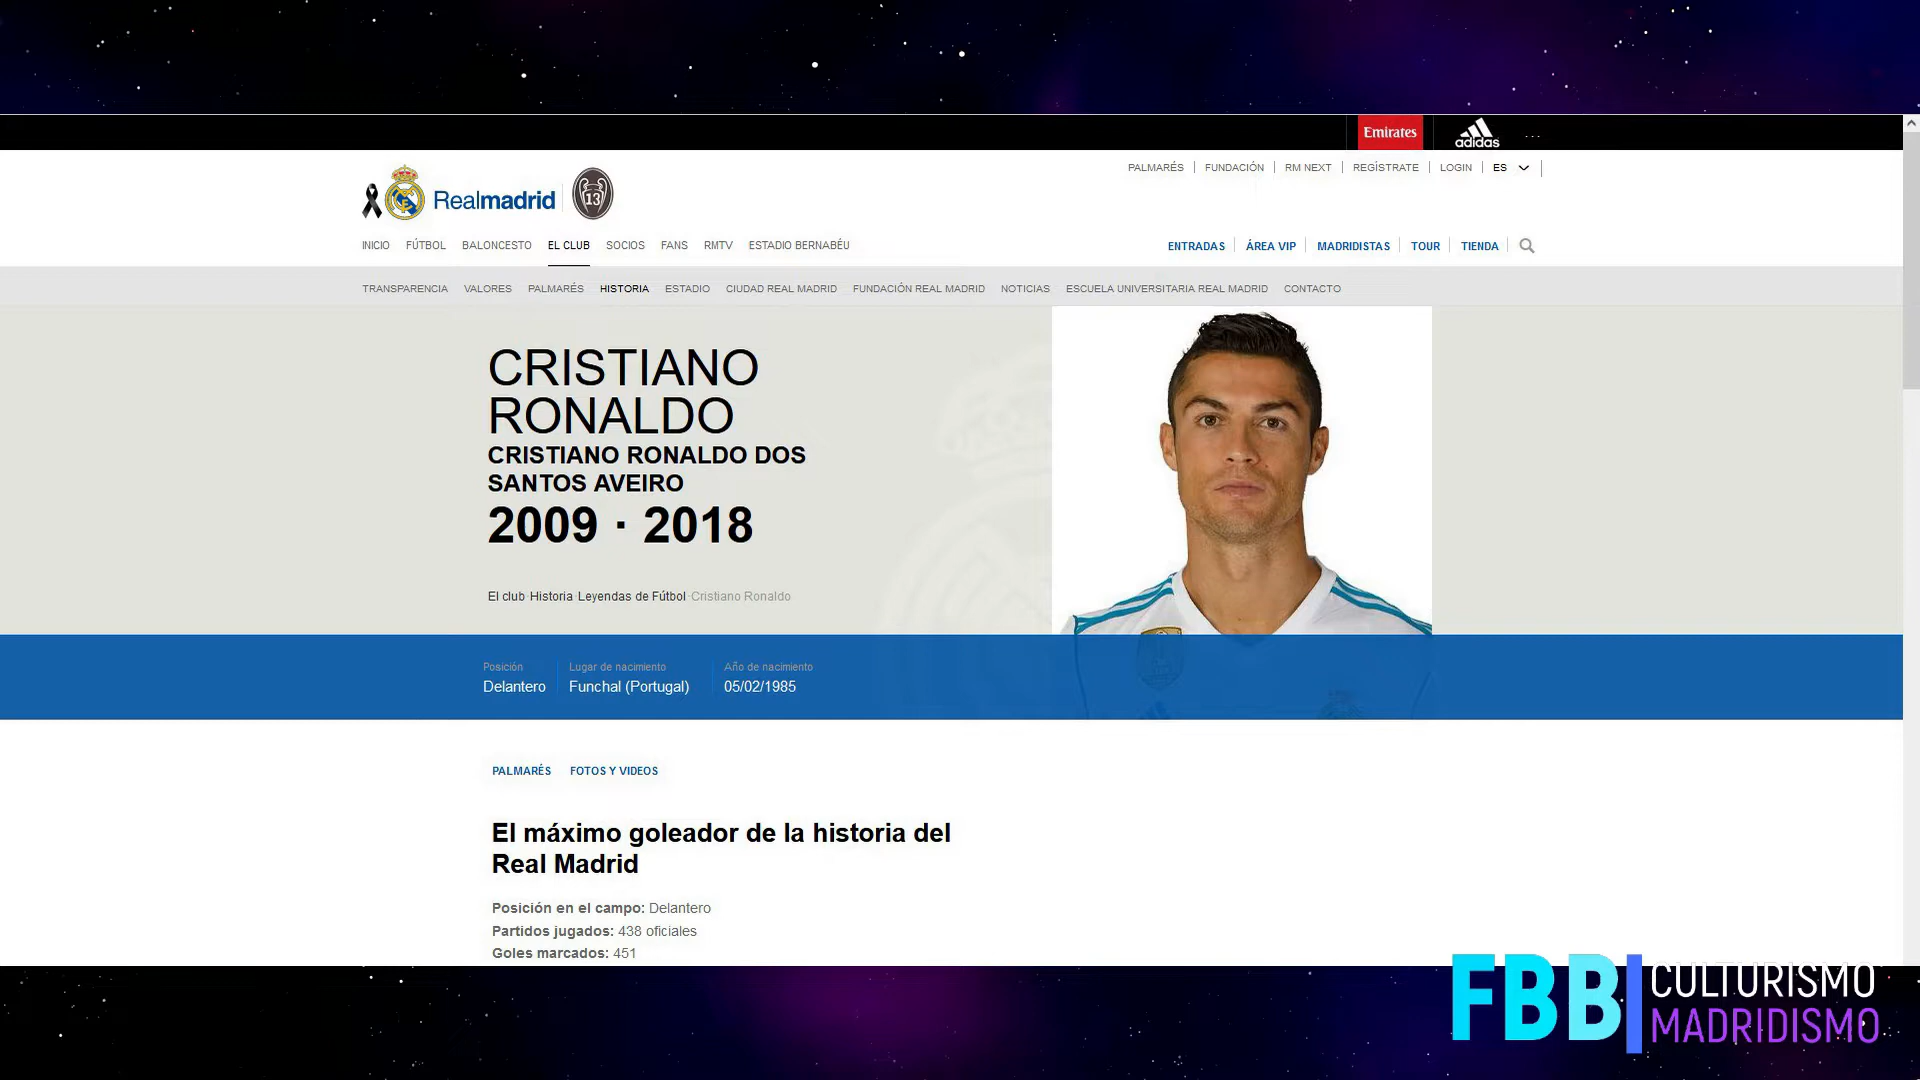 Emirates
adidas
...
PALMARÉS FUNDACIÓN RM NEXT REGÍSTRATE LOGIN ES
Realmadrid 13
INICIO FÚTBOL BALONCESTO EL CLUB SOCIOS FANS RMTV ESTADIO BERNABÉU
ENTRADAS ÁREA VIP MADRIDISTAS TOUR TIENDA
TRANSPARENCIA VALORES PALMARÉS HISTORIA ESTADIO CIUDAD REAL MADRID FUNDACIÓN REAL MADRID NOTICIAS ESCUELA UNIVERSITARIA REAL MADRID CONTACTO
CRISTIANO
RONALDO
CRISTIANO RONALDO DOS
SANTOS AVEIRO
2009 · 2018
El club Historia Leyendas de Fútbol Cristiano Ronaldo
Posición Lugar de nacimiento Año de nacimiento
Delantero Funchal (Portugal) 05/02/1985
PALMARÉS FOTOS Y VIDEOS
El máximo goleador de la historia del
Real Madrid
Posición en el campo: Delantero
Partidos jugados: 438 oficiales
Goles marcados: 451
FBB
CULTURISMO
MADRIDISMO